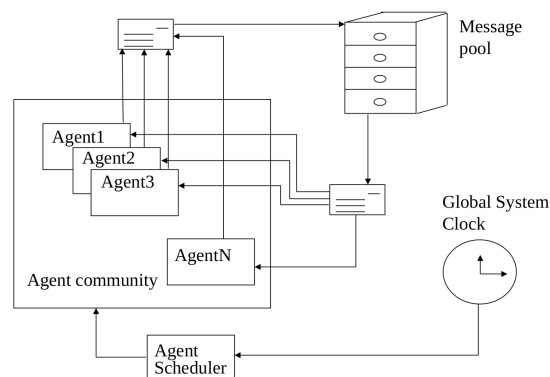 Message
pool
Agent1
Agent2
Agent3
Global System
Clock
AgentN
Agent community
Agent
Scheduler